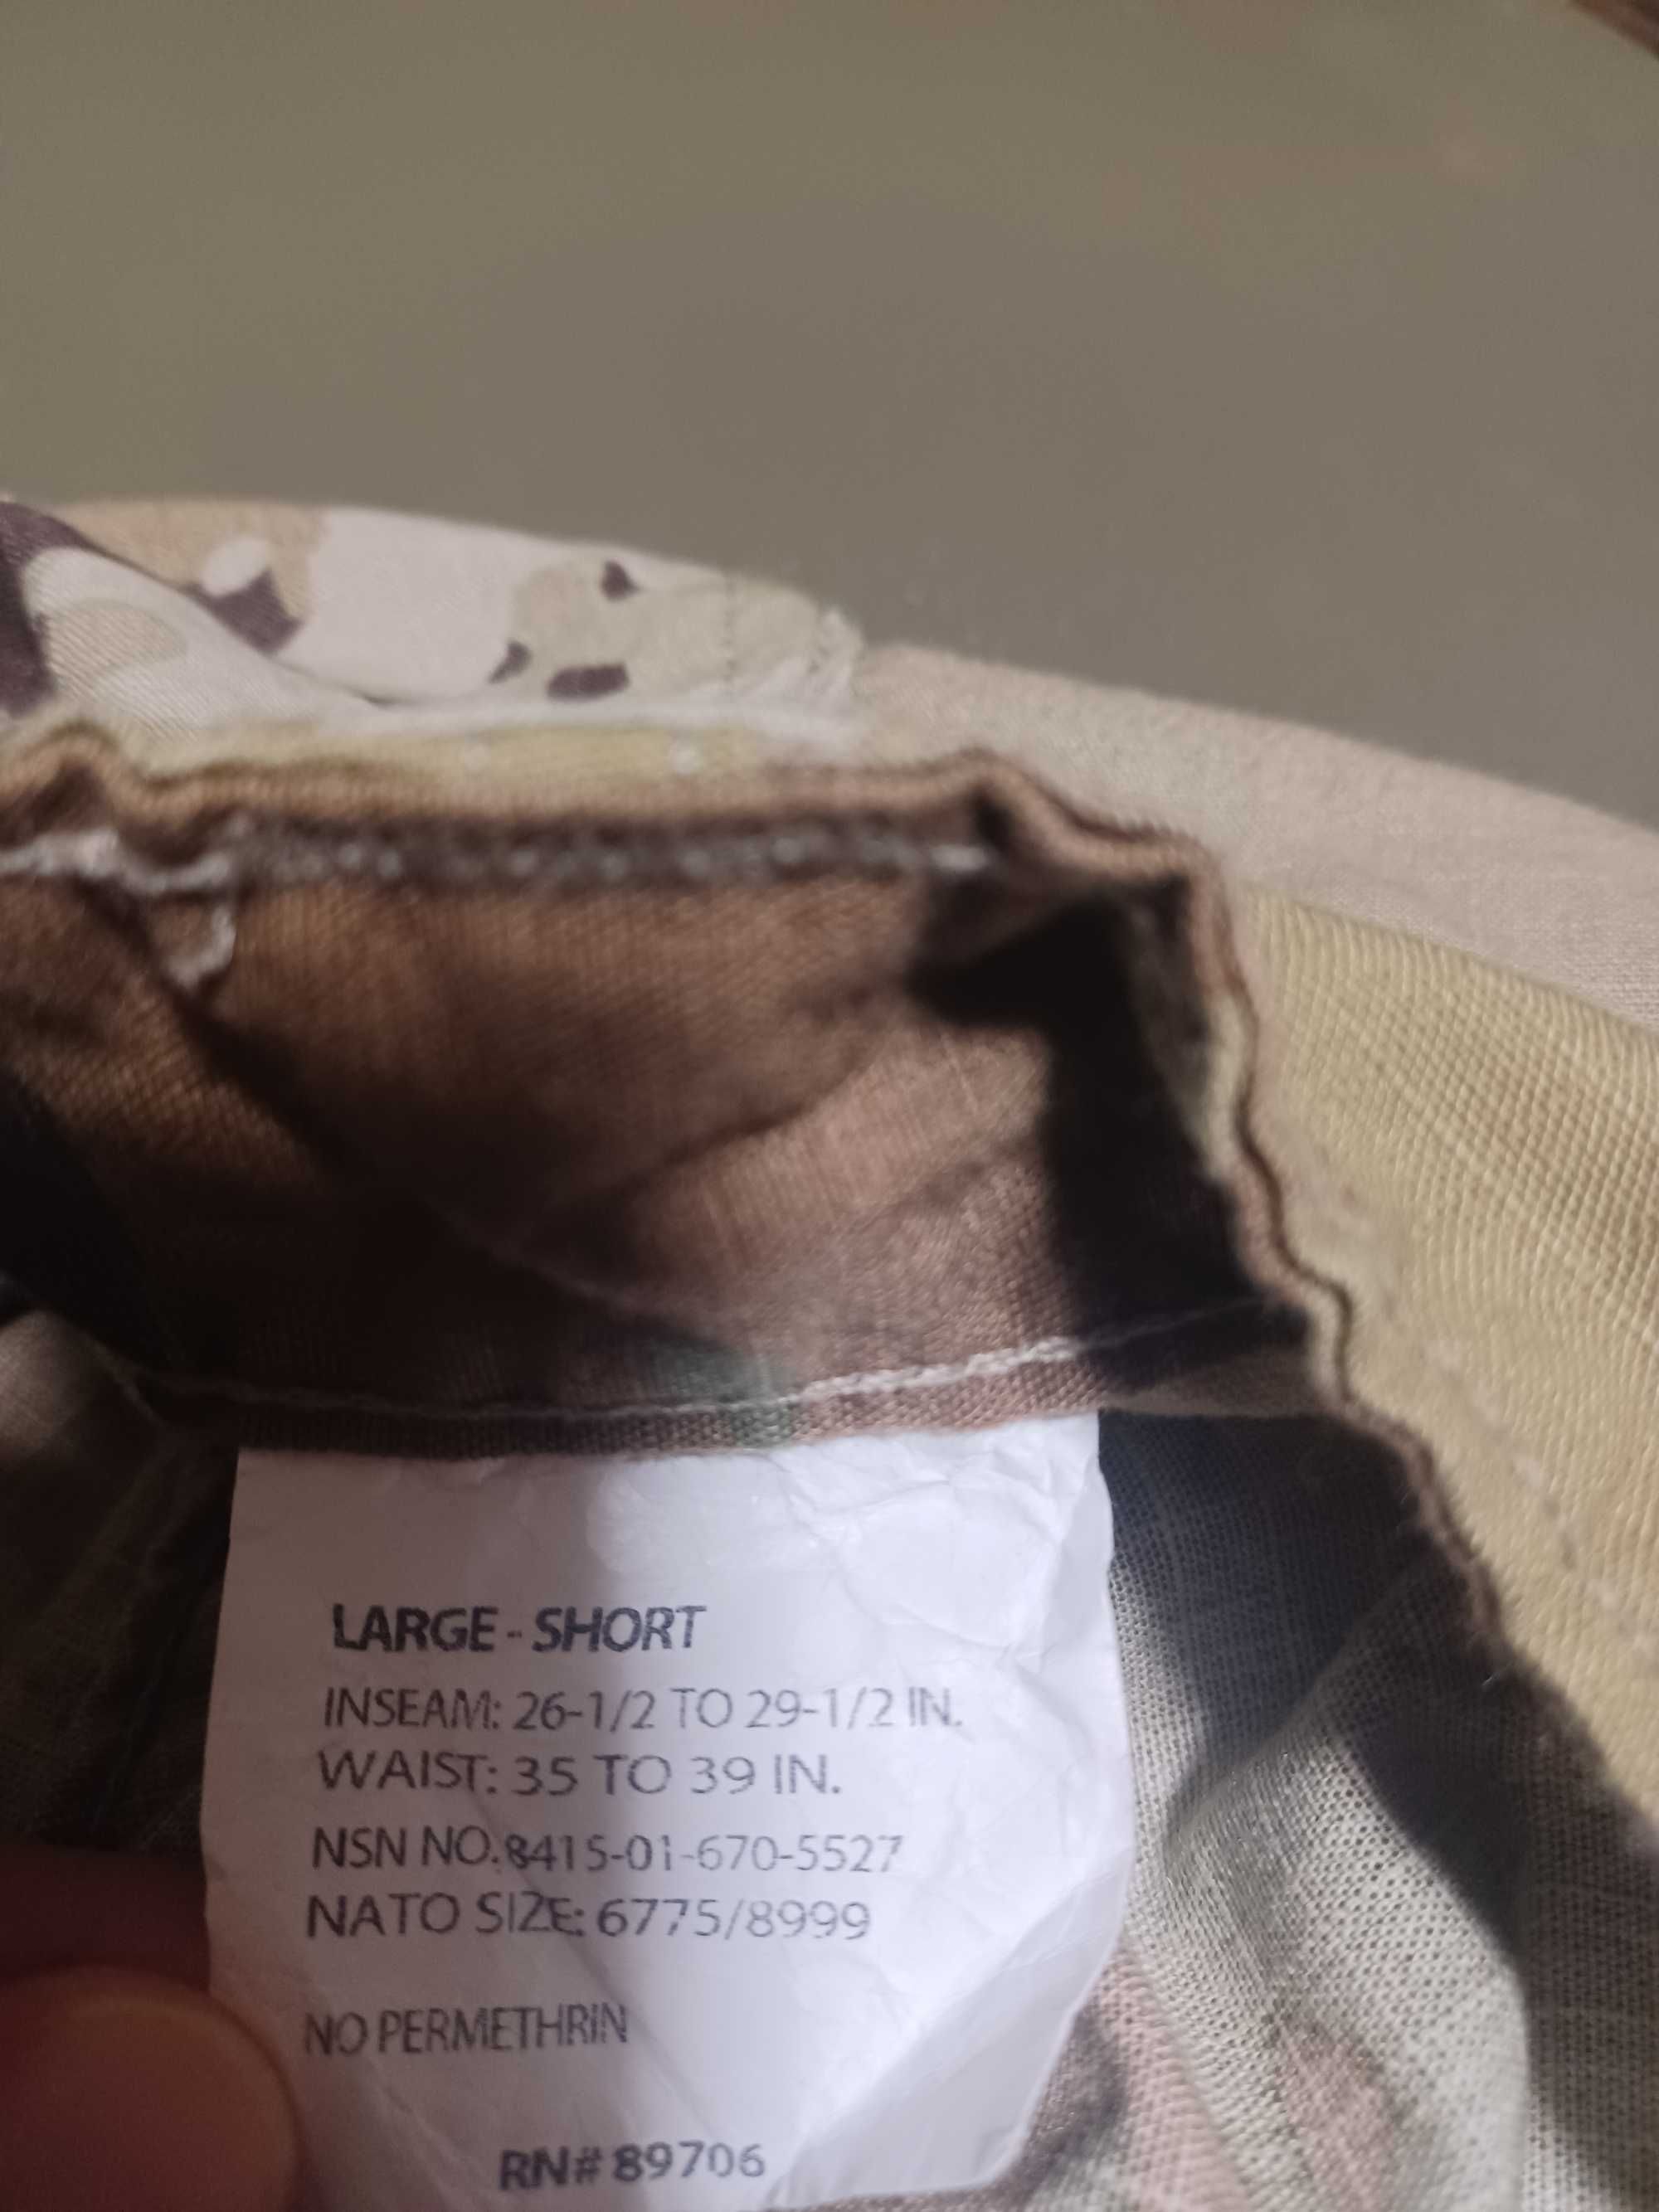 LARGE - SHORT
INSEAM: 26-1/2 TO 29-1/2 IN.
WAIST: 35 TO 39 IN.
NSN NO.8415-01-670-5527
NATO SIZE: 6775/8999
NO PERMETHRIN
RN# 89706